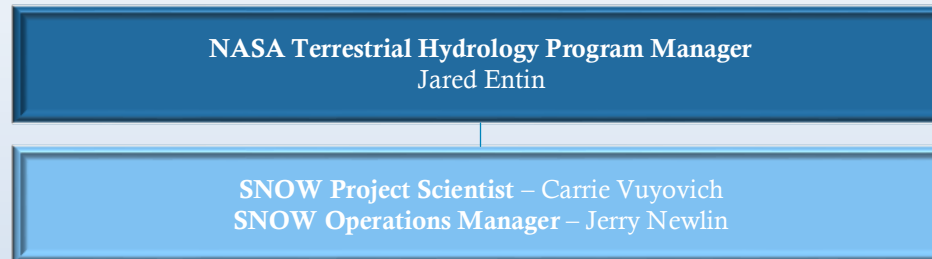 NASA Terrestrial Hydrology Program Manager
Jared Entin
SNOW Project Scientist – Carrie Vuyovich
SNOW Operations Manager – Jerry Newlin